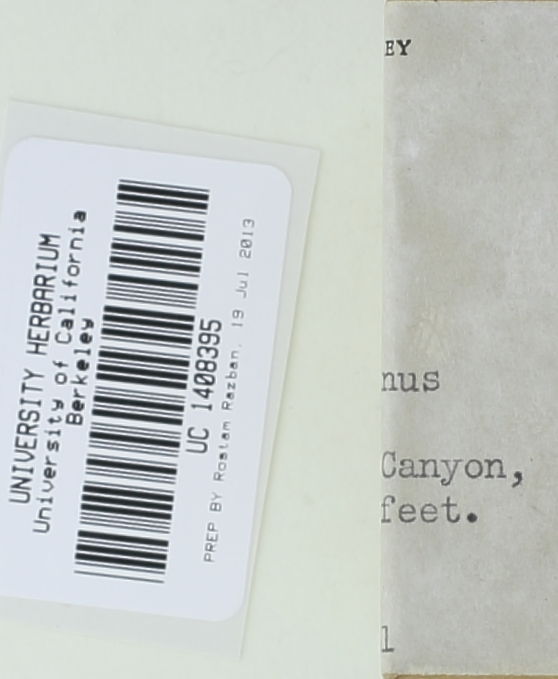 UNIVERSITY HERBARIUM
University of California
Berkeley
UC 1408395
PREP BY Rostam Razban, 19 Jul 2013
EY
nus
Canyon,
feet.
l